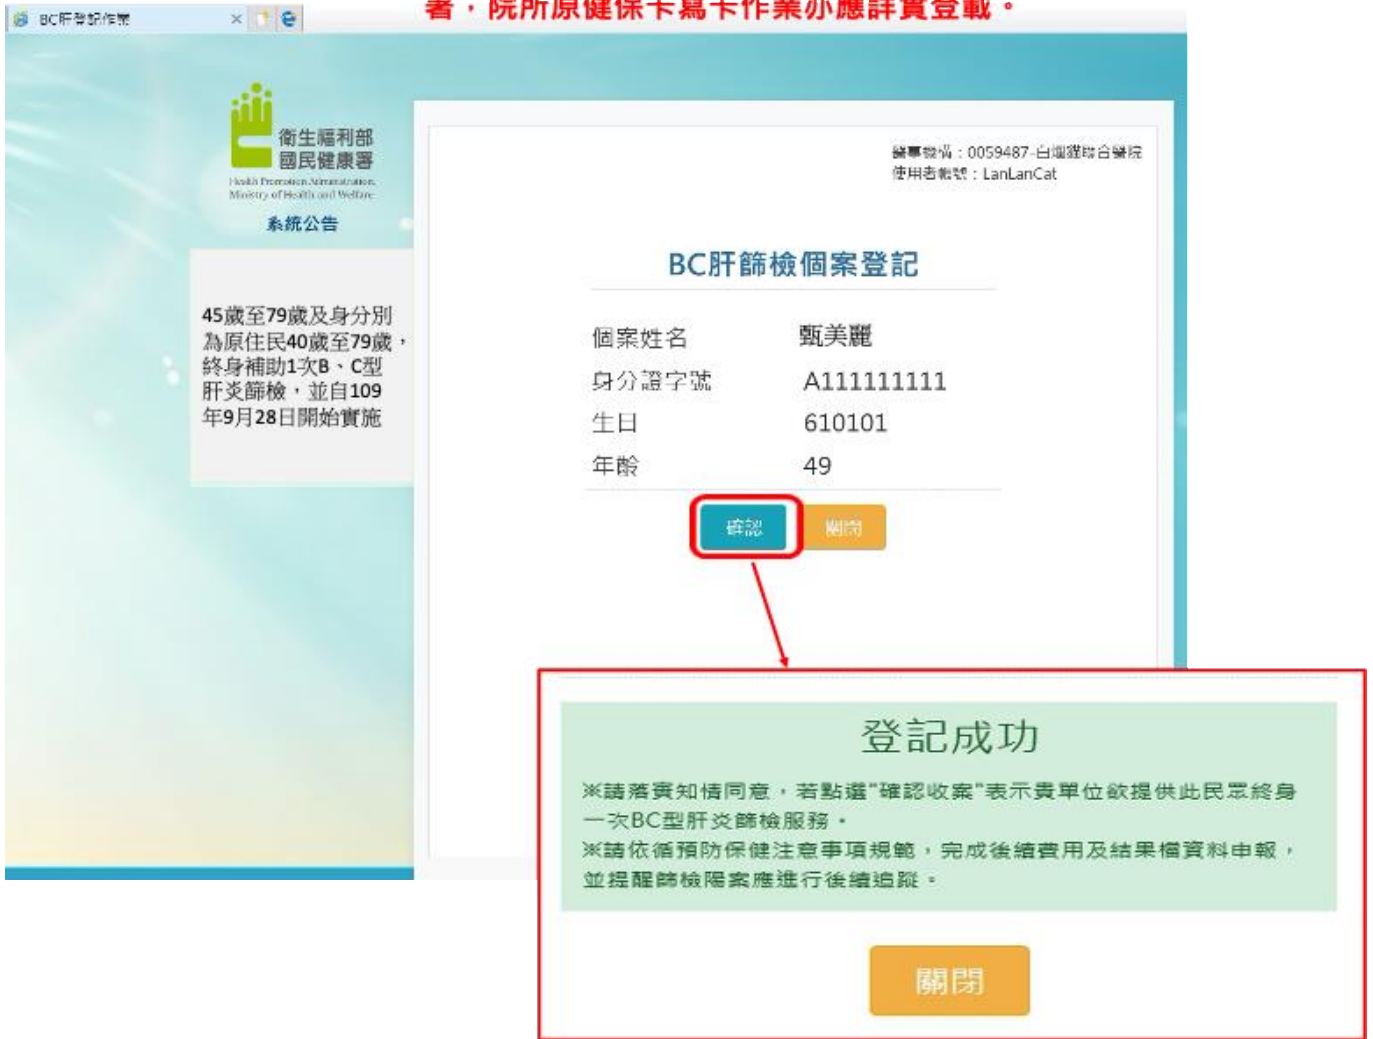 署，院所原健保卡寫卡作業亦應詳實登載。
BC肝登記作業
衛生福利部
國民健康署
Health Promotion Administration,
Ministry of Health and Welfare
系統公告
45歲至79歲及身分別
為原住民40歲至79歲，
終身補助1次B、C型
肝炎篩檢，並自109
年9月28日開始實施
醫事機構：0059487-白爛貓聯合醫院
使用者帳號：LanLanCat
BC肝篩檢個案登記
個案姓名 甄美麗
身分證字號 A111111111
生日 610101
年齡 49
確認 關閉
登記成功
※請落實知情同意，若點選"確認收案"表示貴單位欲提供此民眾終身
一次BC型肝炎篩檢服務。
※請依循預防保健注意事項規範，完成後續費用及結果檔資料申報，
並提醒篩檢陽案應進行後續追蹤。
關閉